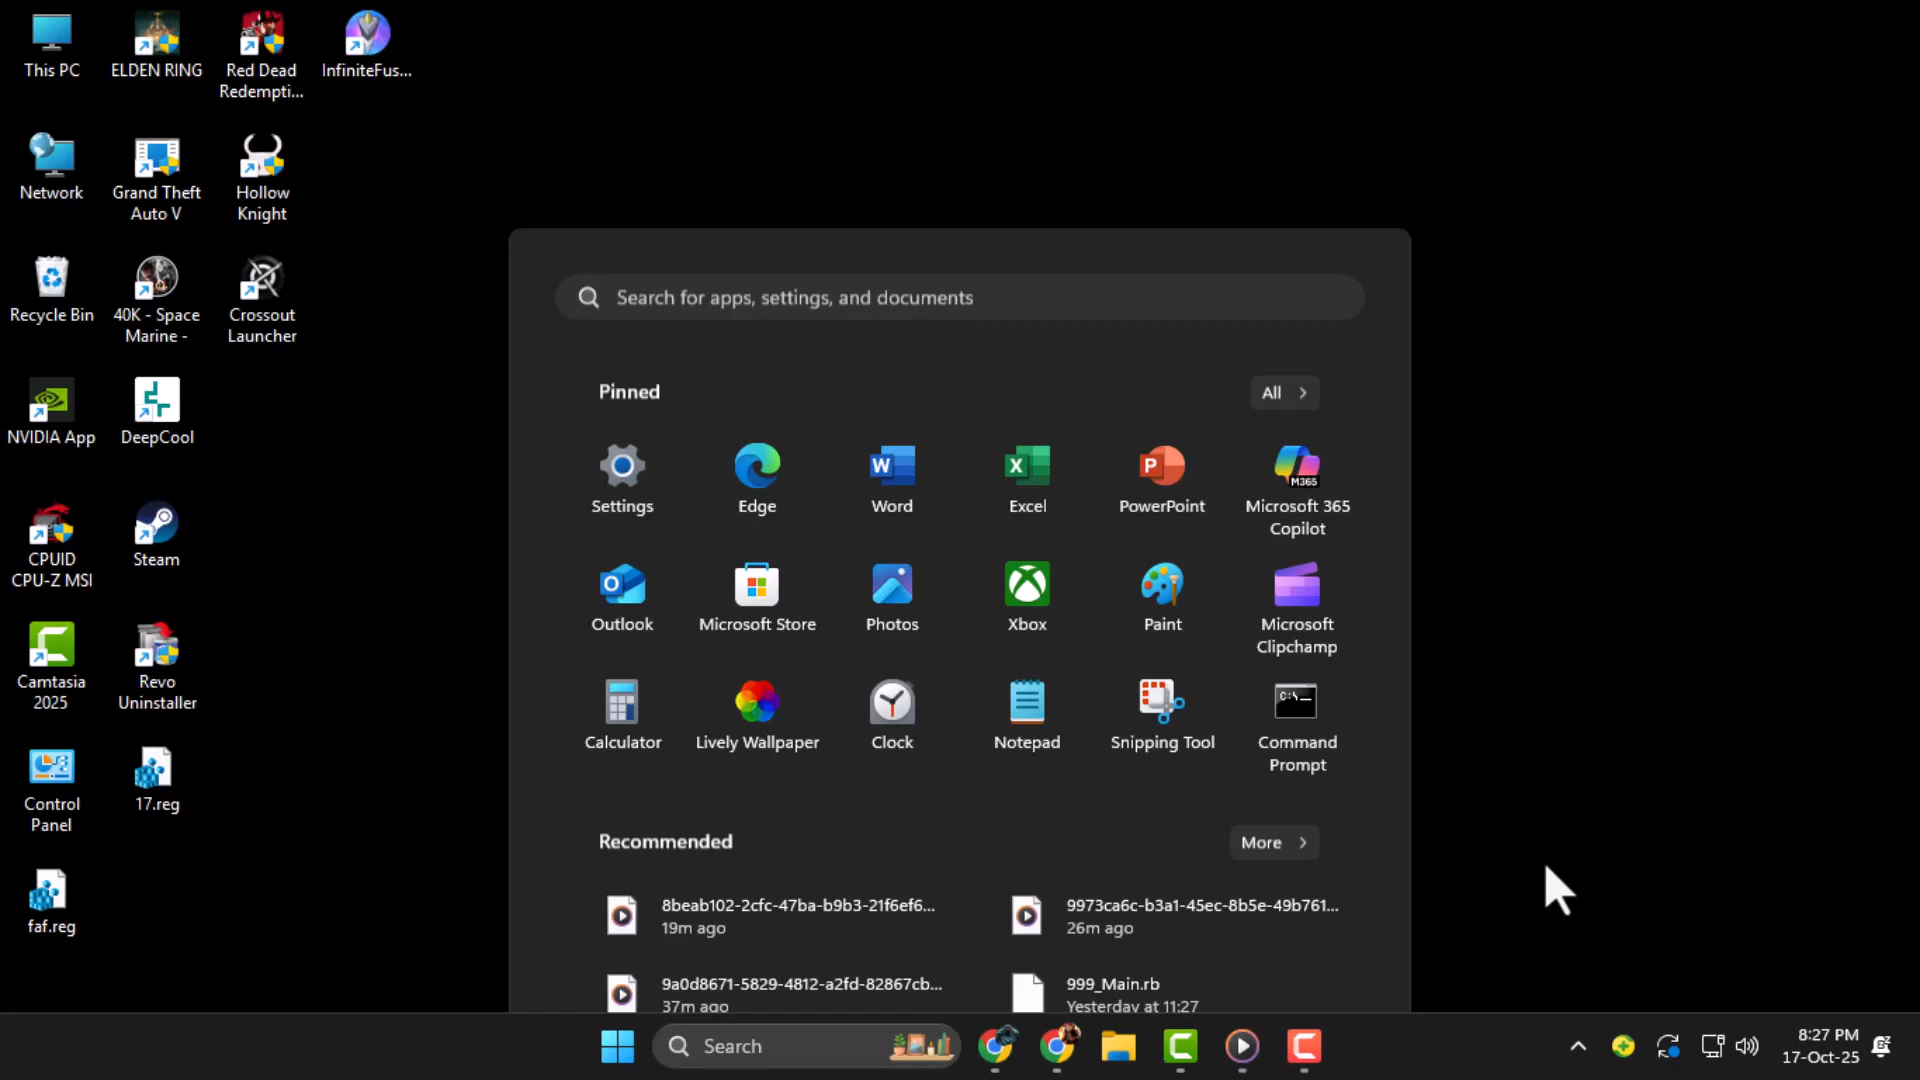 This PC
ELDEN RING
Red Dead
Redempti...
InfiniteFus...
Network
Grand Theft
Auto V
Hollow
Knight
Recycle Bin
40K - Space
Marine -
Crossout
Launcher
NVIDIA App
DeepCool
CPUID
CPU-Z MSI
Steam
Camtasia
2025
Revo
Uninstaller
Control
Panel
17.reg
faf.reg
Search for apps, settings, and documents
Pinned
All
Settings
Edge
Word
Excel
PowerPoint
M365
Microsoft 365
Copilot
Outlook
Microsoft Store
Photos
Xbox
Paint
Microsoft
Clipchamp
Calculator
Lively Wallpaper
Clock
Notepad
Snipping Tool
C:\
Command
Prompt
Recommended
More
8beab102-2cfc-47ba-b9b3-21f6ef6...
19m ago
9973ca6c-b3a1-45ec-8b5e-49b761...
26m ago
9a0d8671-5829-4812-a2fd-82867cb...
37m ago
999_Main.rb
Yesterday at 11:27
Search
8:27 PM
17-Oct-25